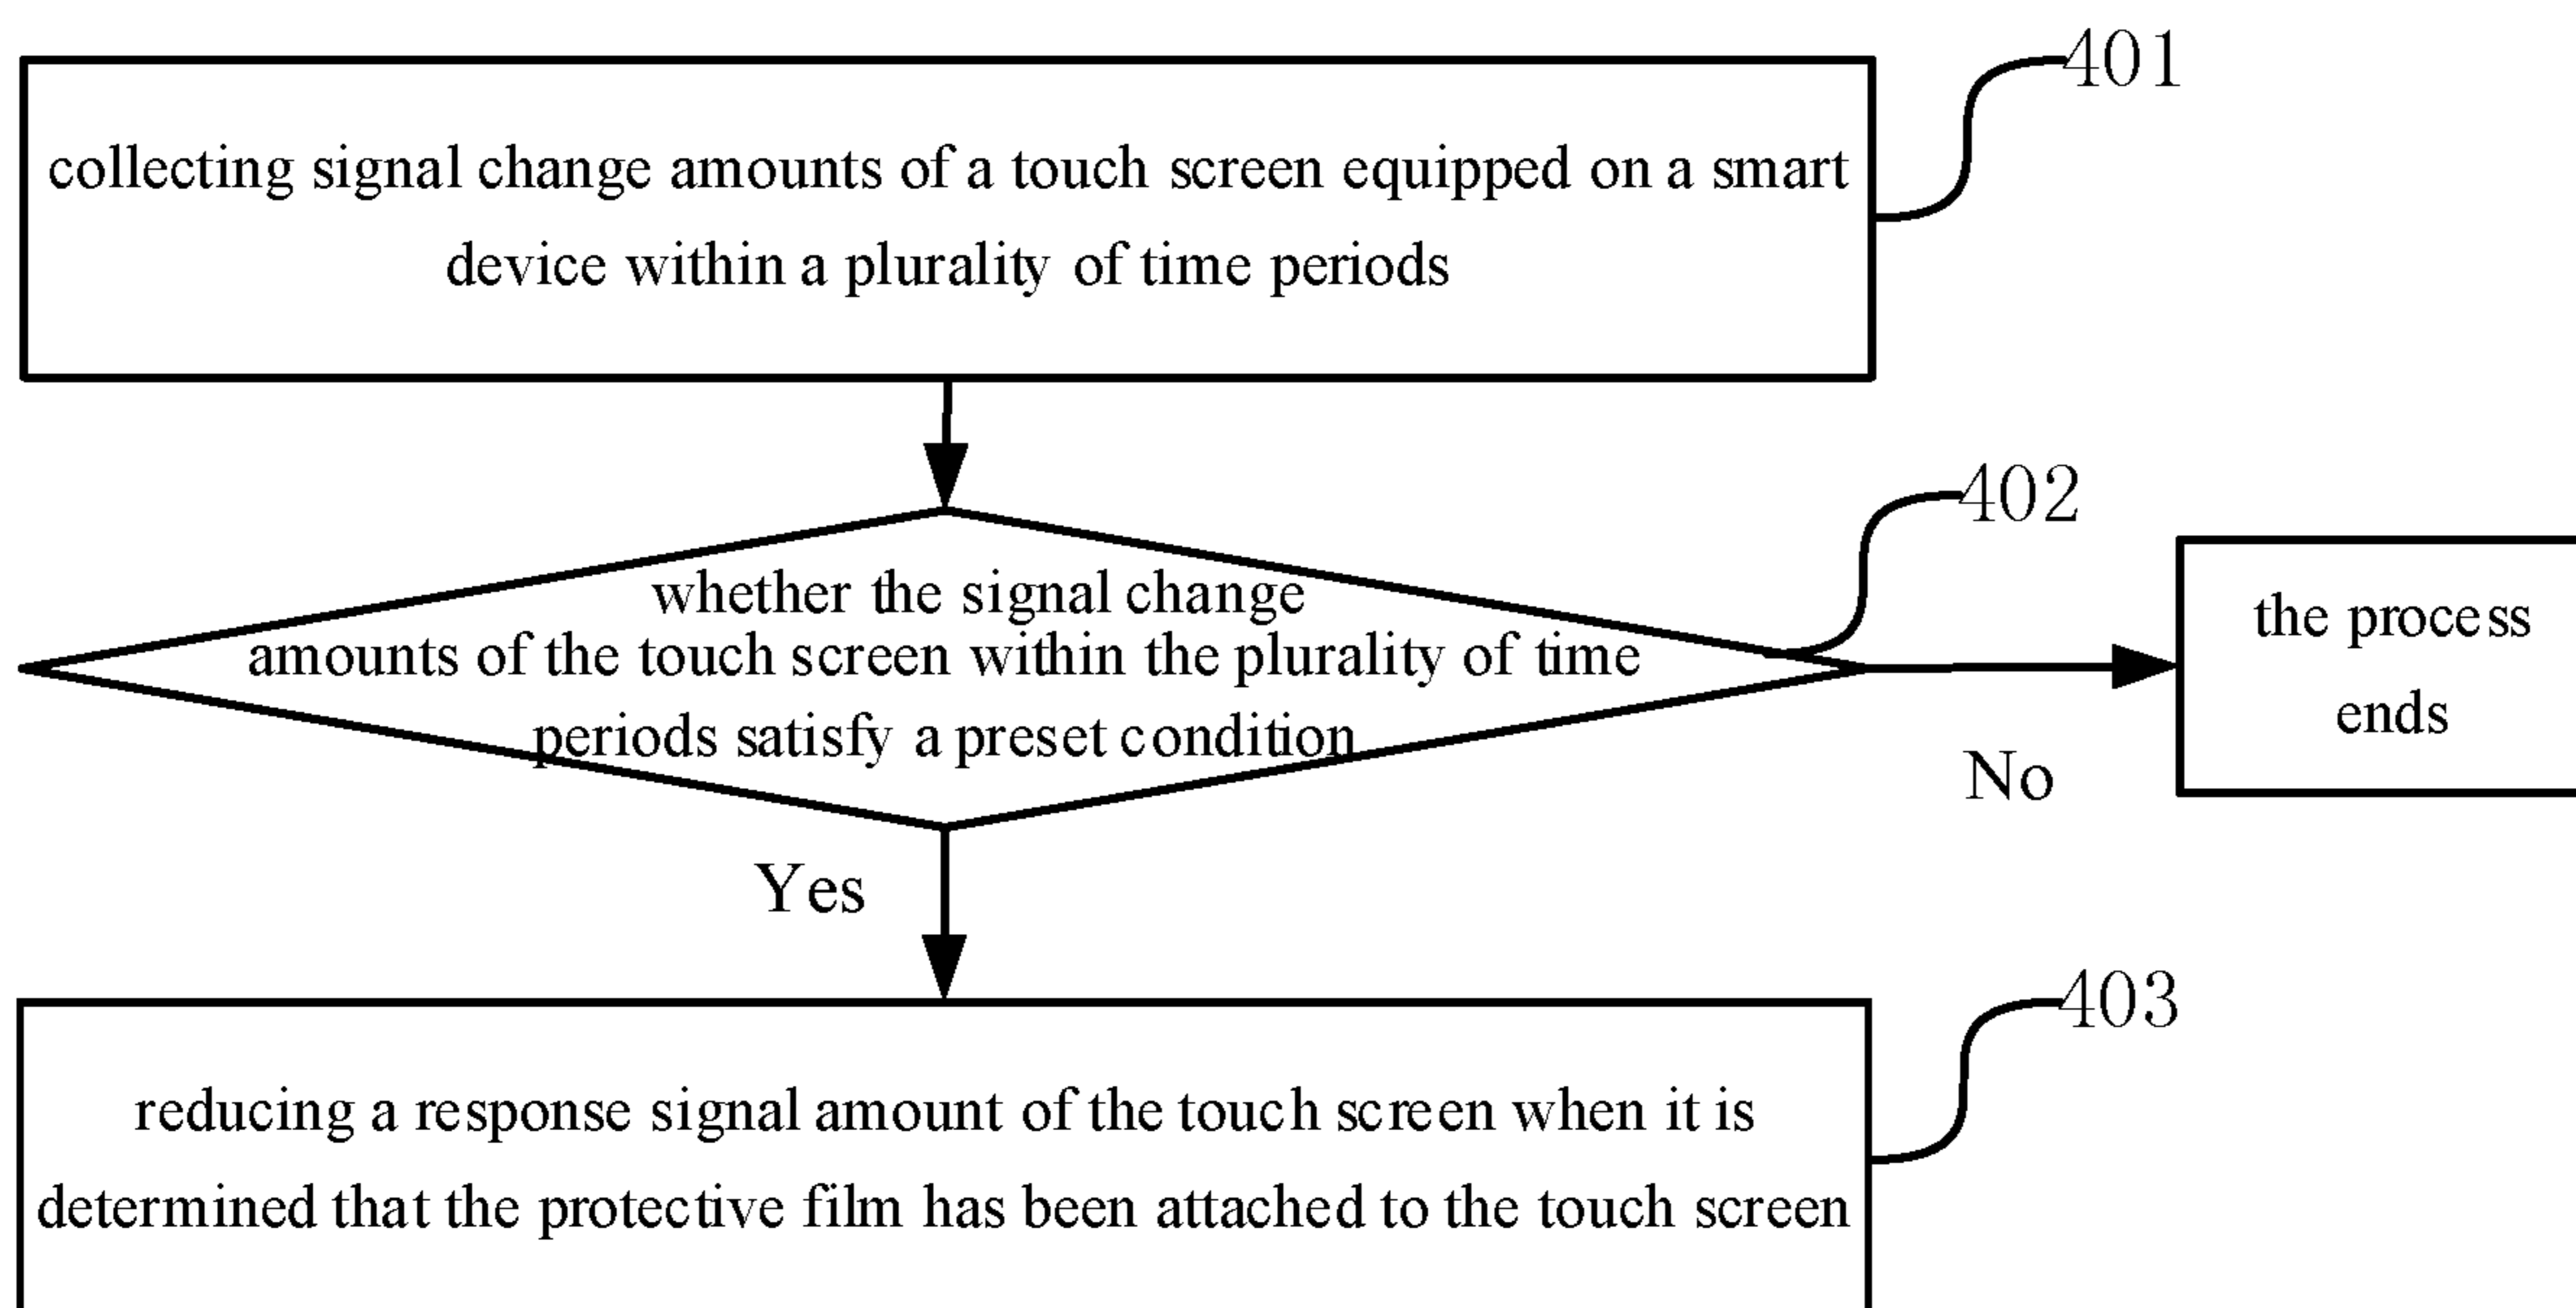 401
collecting signal change amounts of a touch screen equipped on a smart
device within a plurality of time periods
402
whether the signal change
amounts of the touch screen within the plurality of time
periods satisfy a preset condition
the process
ends
No
Yes
403
reducing a response signal amount of the touch screen when it is
determined that the protective film has been attached to the touch screen